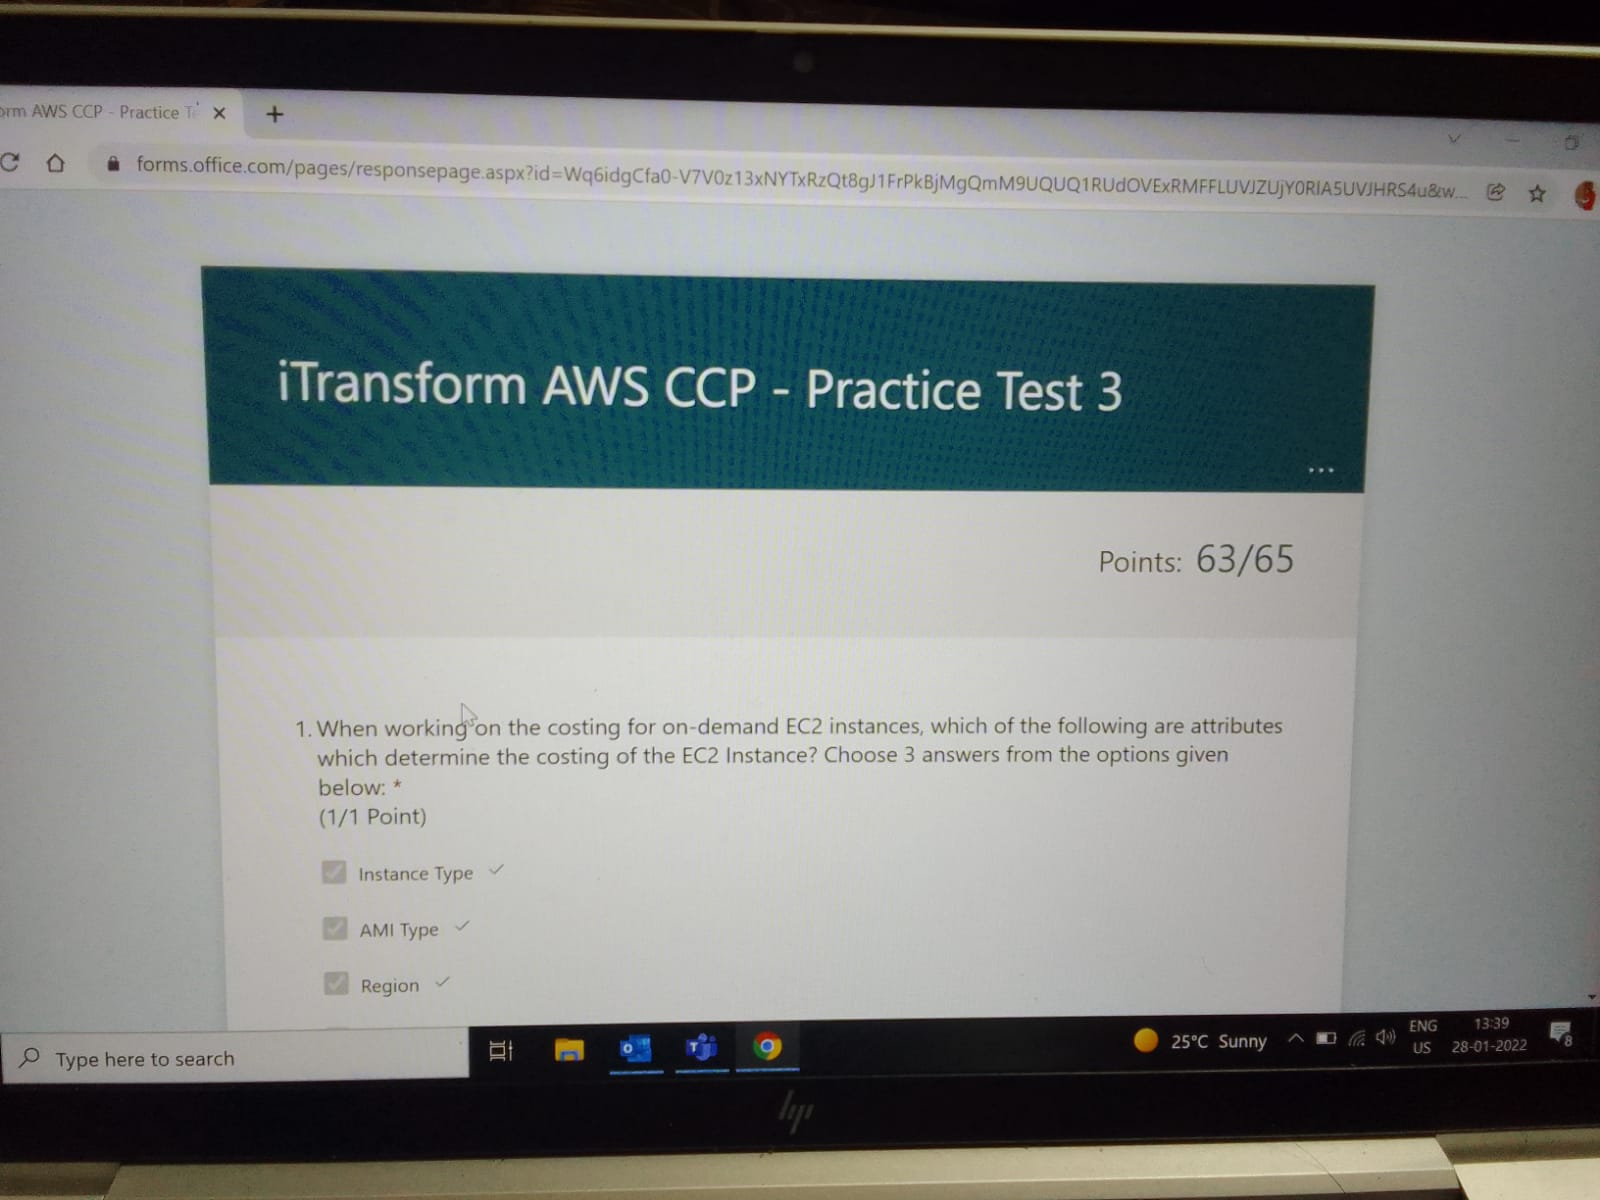 orm AWS CCP - Practice Te
forms.office.com/pages/responsepage.aspx?id=Wq6idgCfa0-V7V0z13xNYTxRzQt8gJ1FrPkBjMgQmM9UQUQ1RUdOVExRMFFLUVJZUjY0RlA5UVJHRS4u&w...
iTransform AWS CCP - Practice Test 3
...
Points: 63/65
1. When working on the costing for on-demand EC2 instances, which of the following are attributes
which determine the costing of the EC2 Instance? Choose 3 answers from the options given
below: *
(1/1 Point)
Instance Type
AMI Type
Region
Type here to search
25°C Sunny
ENG
US
13:39
28-01-2022
8
hp